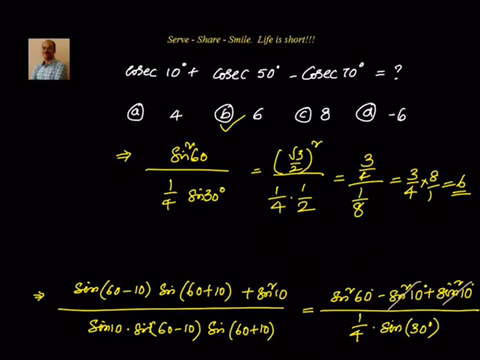 Serve - Share - Smile. Life is short!!!
Cosec 10° + Cosec 50° - Cosec 70° = ?
ⓐ 4 ⓑ 6 ⓒ 8 ⓓ -6
⇒ sin²60 / (1/4 sin30°) = (√3/2)² / (1/4 · 1/2) = (3/4) / (1/8) = 3/4 × 8/1 = 6
⇒ (sin(60-10) sin(60+10) + sin²10) / (sin10 · sin(60-10) sin(60+10)) = (sin²60° - sin²10° + sin²10°) / (1/4 · sin(30°))